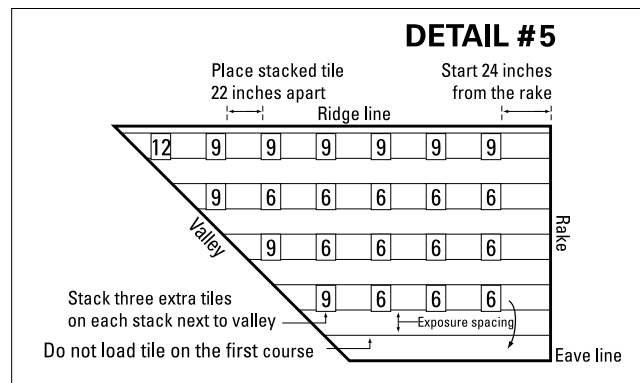 DETAIL #5
Place stacked tile
22 inches apart
Start 24 inches
from the rake
Ridge line
12 9 9 9 9 9 9
9 6 6 6 6 6
9 6 6 6 6
9 6 6 6
Valley
Rake
Stack three extra tiles
on each stack next to valley
Exposure spacing
Do not load tile on the first course
Eave line